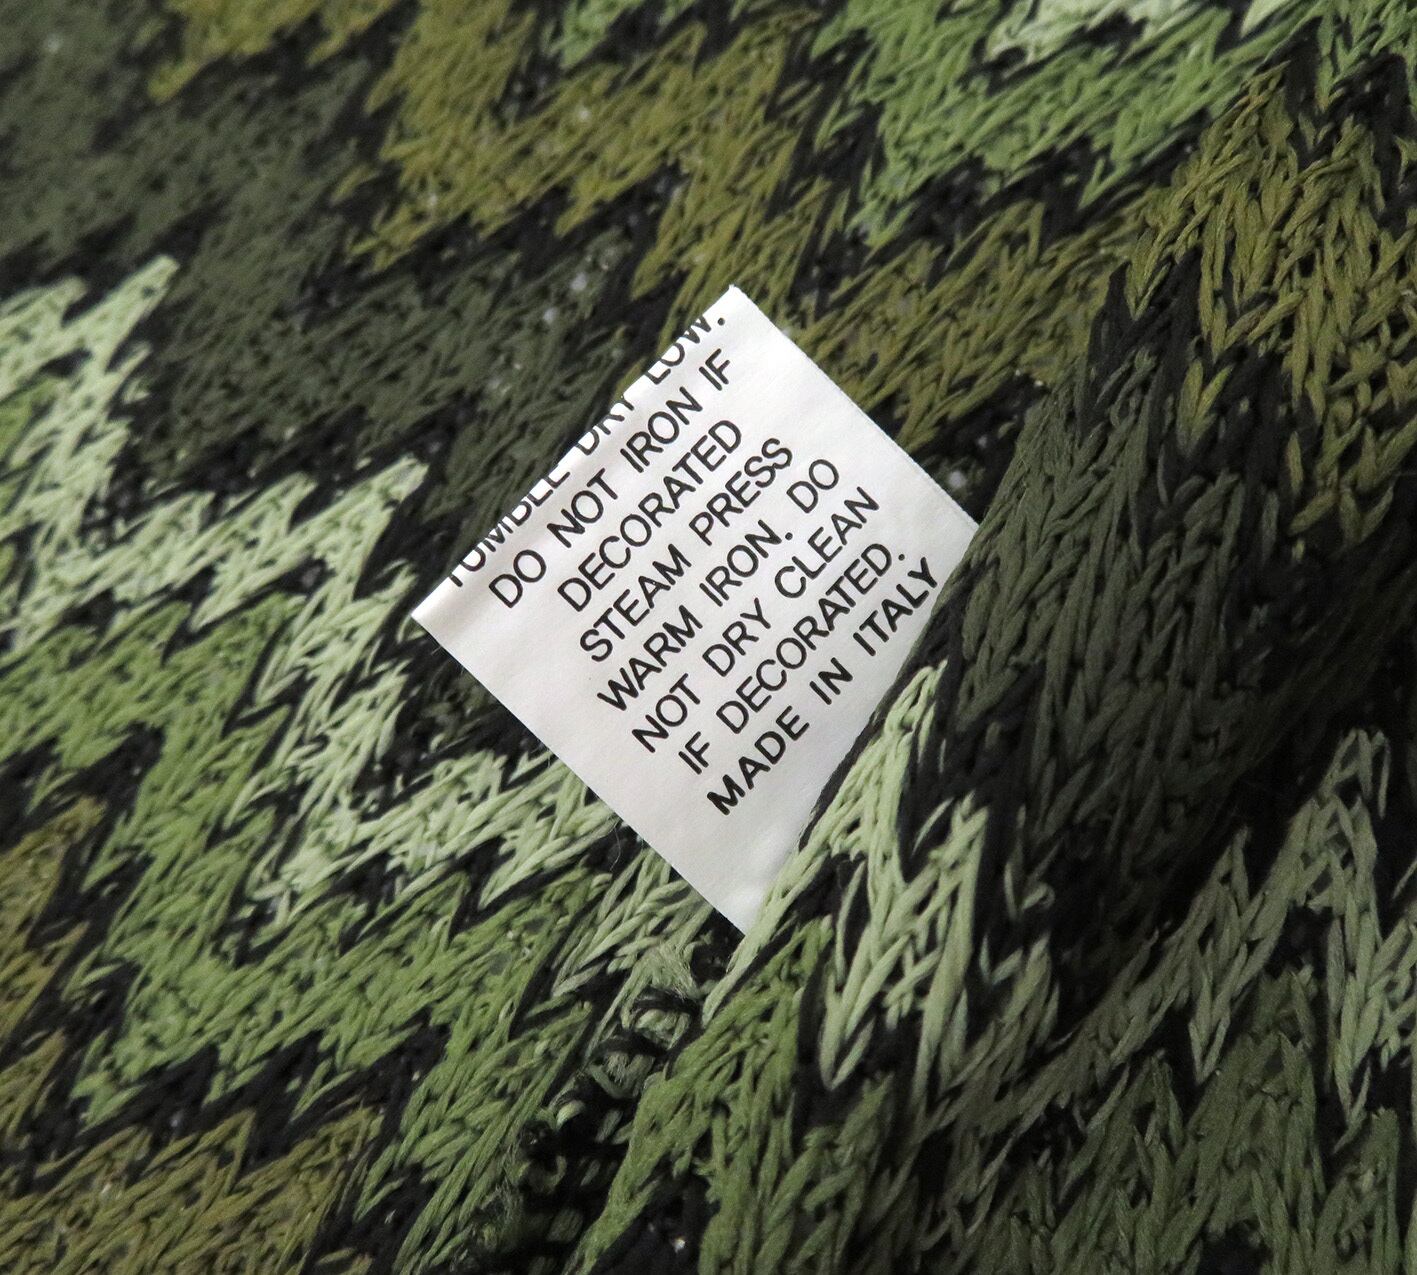 TUMBLE DRY LOW.
DO NOT IRON IF
DECORATED
STEAM PRESS
WARM IRON. DO
NOT DRY CLEAN
IF DECORATED.
MADE IN ITALY